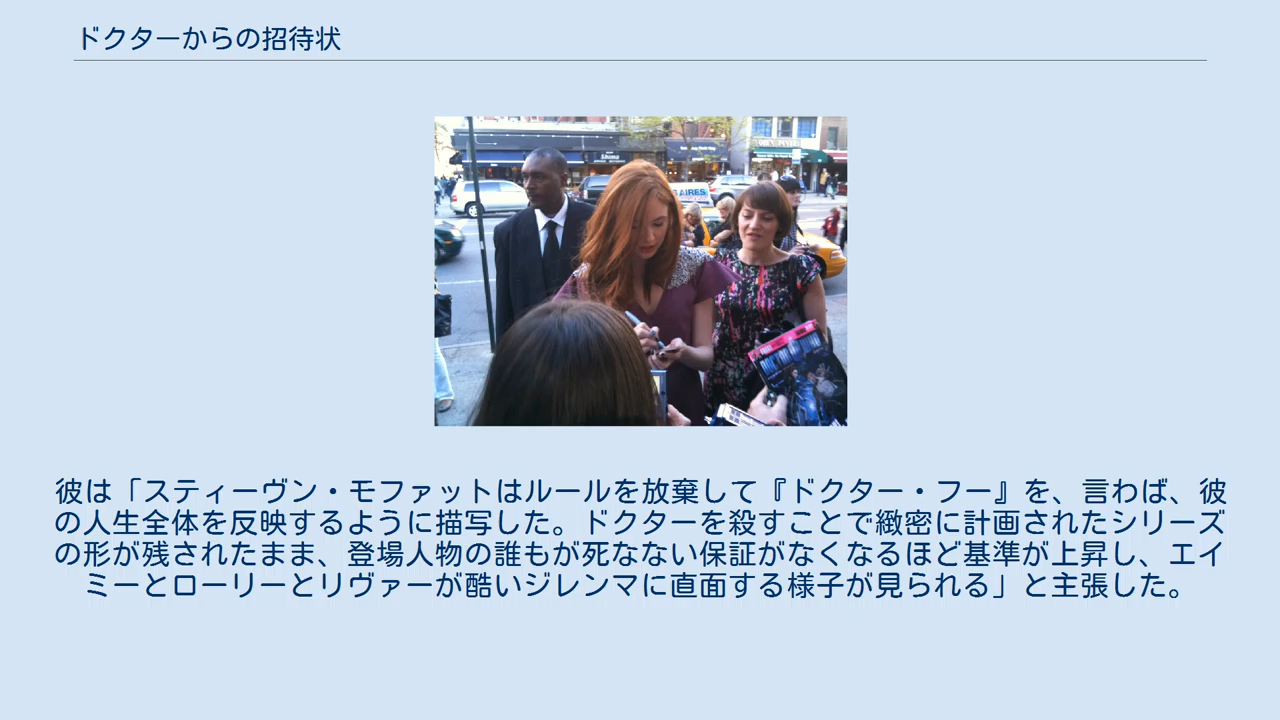 ドクターからの招待状
AIRES
彼は「スティーヴン・モファットはルールを放棄して『ドクター・フー』を、言わば、彼
の人生全体を反映するように描写した。ドクターを殺すことで緻密に計画されたシリーズ
の形が残されたまま、登場人物の誰もが死なない保証がなくなるほど基準が上昇し、エイ
ミーとローリーとリヴァーが酷いジレンマに直面する様子が見られる」と主張した。